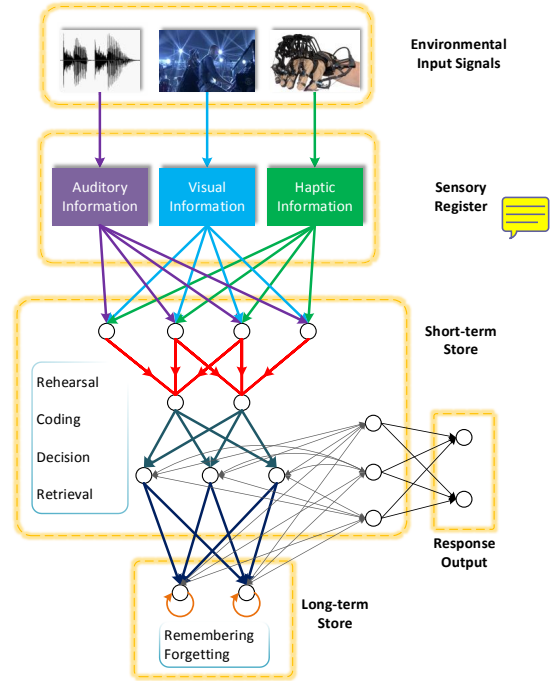 Environmental
Input Signals
Auditory
Information
Visual
Information
Haptic
Information
Sensory
Register
Short-term
Store
Rehearsal
Coding
Decision
Retrieval
Response
Output
Long-term
Store
Remembering
Forgetting